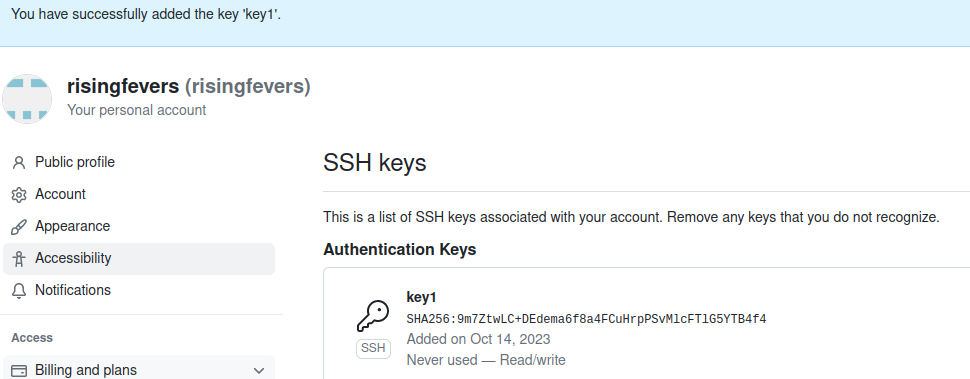 You have successfully added the key 'key1'.
risingfevers (risingfevers)
Your personal account
Public profile
Account
Appearance
Accessibility
Notifications
Access
Billing and plans
SSH keys
This is a list of SSH keys associated with your account. Remove any keys that you do not recognize.
Authentication Keys
key1
SHA256:9m7ZtwLC+DEdema6f8a4FCuHrpPSvMlcFTlG5YTB4f4
SSH
Added on Oct 14, 2023
Never used — Read/write